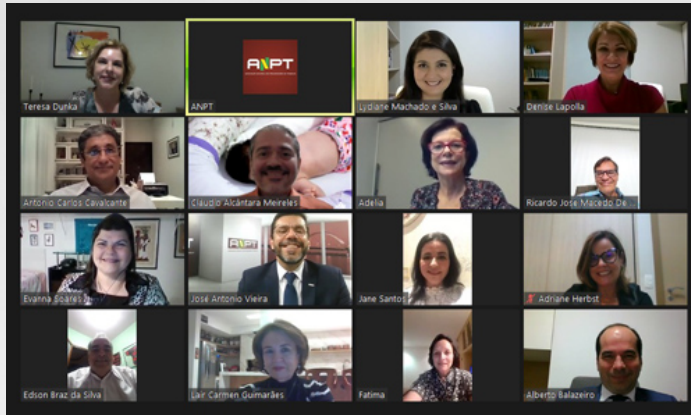 Teresa Dunka
ANPT
ANPT
Lydiane Machado e Silva
Denise Lapolla
Antonio Carlos Cavalcante
Cláudio Alcântara Meireles
Adelia
Ricardo José Macedo De ...
Evanna Soares
ANPT
José Antonio Vieira
Jane Santos
Adriane Herbst
Edson Braz da Silva
Lair Carmen Guimarães
Fatima
Alberto Balazeiro